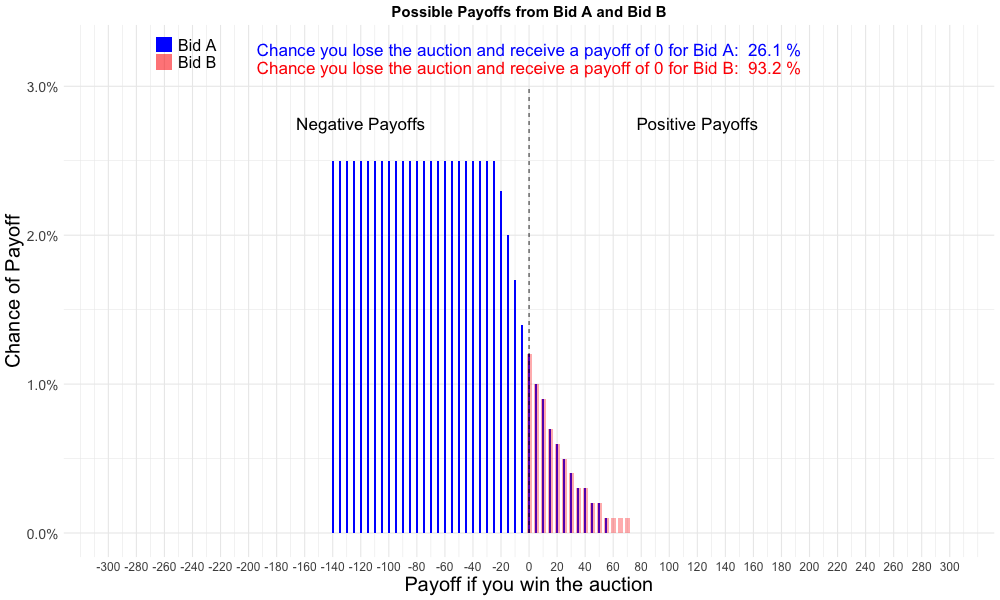 Possible Payoffs from Bid A and Bid B
Bid A
Bid B
Chance you lose the auction and receive a payoff of 0 for Bid A:  26.1 %
Chance you lose the auction and receive a payoff of 0 for Bid B:  93.2 %
Negative Payoffs
Positive Payoffs
Chance of Payoff
3.0%
2.0%
1.0%
0.0%
-300 -280 -260 -240 -220 -200 -180 -160 -140 -120 -100 -80 -60 -40 -20 0 20 40 60 80 100 120 140 160 180 200 220 240 260 280 300
Payoff if you win the auction